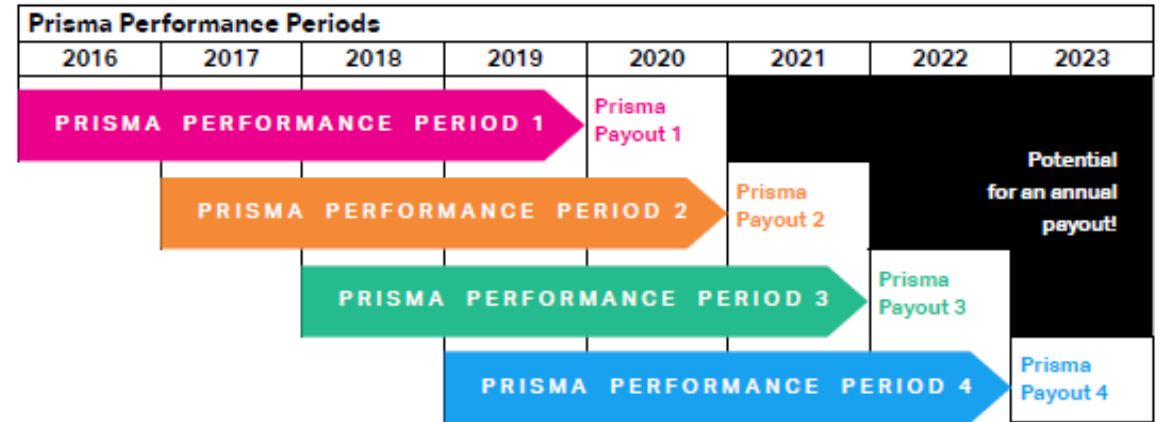 Prisma Performance Periods
2016 2017 2018 2019 2020 2021 2022 2023
PRISMA PERFORMANCE PERIOD 1
Prisma
Payout 1
Potential
for an annual
payout!
PRISMA PERFORMANCE PERIOD 2
Prisma
Payout 2
PRISMA PERFORMANCE PERIOD 3
Prisma
Payout 3
PRISMA PERFORMANCE PERIOD 4
Prisma
Payout 4